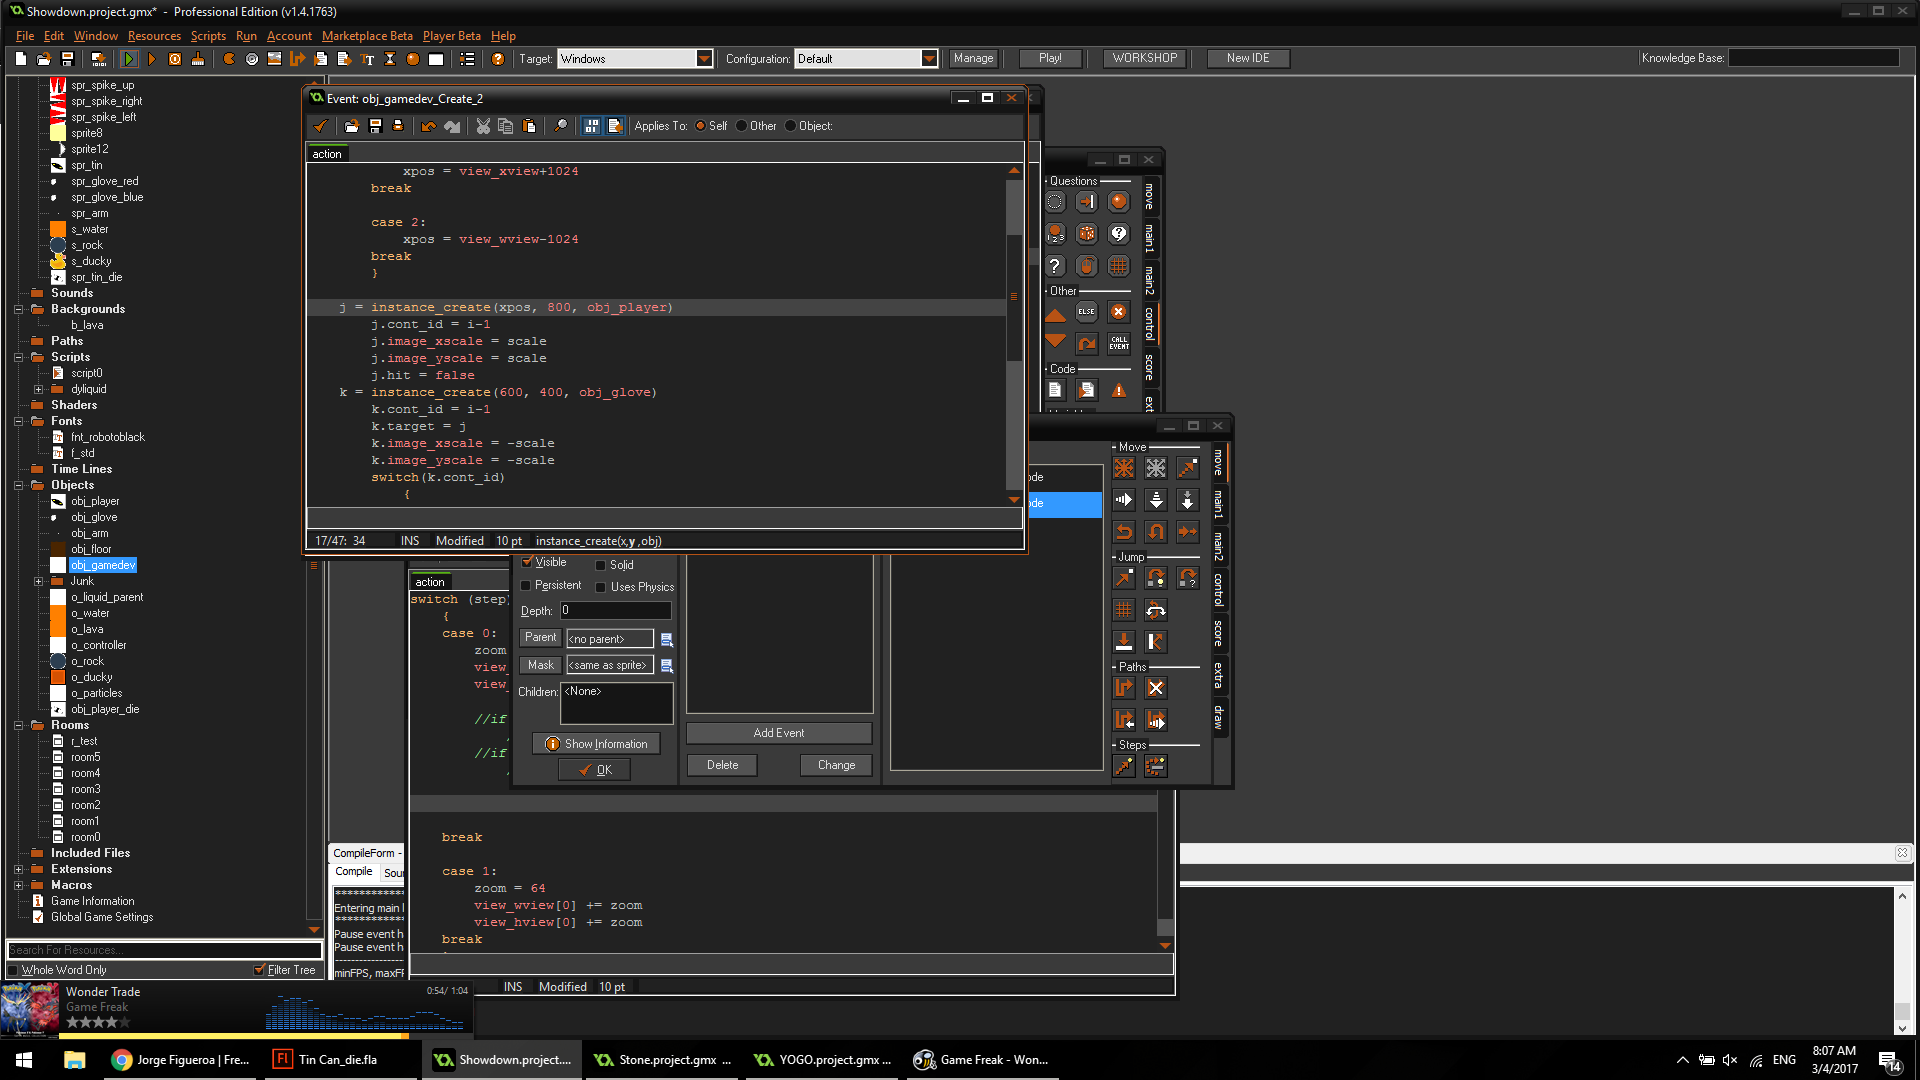 Showdown.project.gmx* - Professional Edition (v1.4.1763)
File Edit Window Resources Scripts Run Account Marketplace Beta Player Beta Help
Target: Windows Configuration: Default Manage Play! WORKSHOP New IDE Knowledge Base:
spr_spike_up
spr_spike_right
spr_spike_left
sprite8
sprite12
spr_tin
spr_glove_red
spr_glove_blue
spr_arm
s_water
s_rock
s_ducky
spr_tin_die
Sounds
Backgrounds
b_lava
Paths
Scripts
script0
dyliquid
Shaders
Fonts
fnt_robotoblack
f_std
Time Lines
Objects
obj_player
obj_glove
obj_arm
obj_floor
obj_gamedev
Junk
o_liquid_parent
o_water
o_lava
o_controller
o_rock
o_ducky
o_particles
obj_player_die
Rooms
r_test
room5
room4
room3
room2
room1
room0
Included Files
Extensions
Macros
Game Information
Global Game Settings
Search For Resources...
Whole Word Only Filter Tree
Event: obj_gamedev_Create_2
Applies To: Self Other Object:
action
xpos = view_xview+1024
break
case 2:
xpos = view_wview-1024
break
}
j = instance_create(xpos, 800, obj_player)
j.cont_id = i-1
j.image_xscale = scale
j.image_yscale = scale
j.hit = false
k = instance_create(600, 400, obj_glove)
k.cont_id = i-1
k.target = j
k.image_xscale = -scale
k.image_yscale = -scale
switch(k.cont_id)
{
17/47: 34 INS Modified 10 pt instance_create(x,y ,obj)
Questions
Other
ELSE
CALL EVENT
Code
move
main1
main2
control
score
Move
Jump
Paths
Steps
move
main1
main2
control
score
extra
draw
Visible Solid
Persistent Uses Physics
Depth: 0
Parent <no parent>
Mask <same as sprite>
Children: <None>
Show Information
OK
Add Event
Delete Change
action
switch (step)
{
case 0:
zoom
view_
view_
//if
//if
break
case 1:
zoom = 64
view_wview[0] += zoom
view_hview[0] += zoom
break
INS Modified 10 pt
CompileForm -
Compile
Entering main l
Pause event h
Pause event h
minFPS, maxFP
Wonder Trade 0:54/ 1:04
Game Freak
Jorge Figueroa | Fre...
Tin Can_die.fla
Showdown.project....
Stone.project.gmx ...
YOGO.project.gmx ...
Game Freak - Won...
ENG
8:07 AM
3/4/2017
14